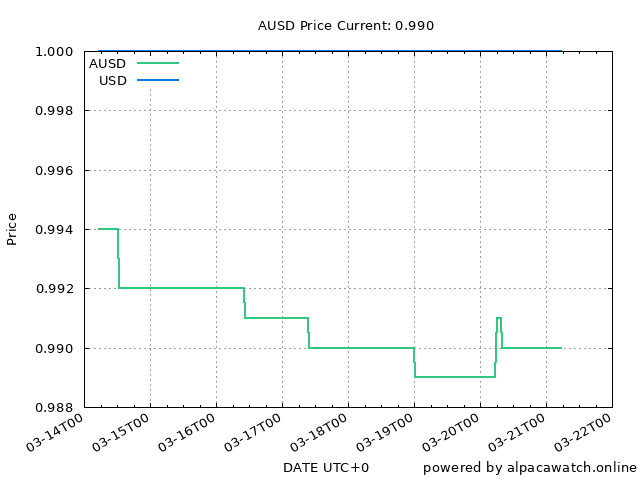 AUSD Price Current: 0.990
1.000
AUSD
USD
0.998
0.996
0.994
Price
0.992
0.990
0.988
03-14T00
03-15T00
03-16T00
03-17T00
03-18T00
03-19T00
03-20T00
03-21T00
03-22T00
DATE UTC+0
powered by alpacawatch.online